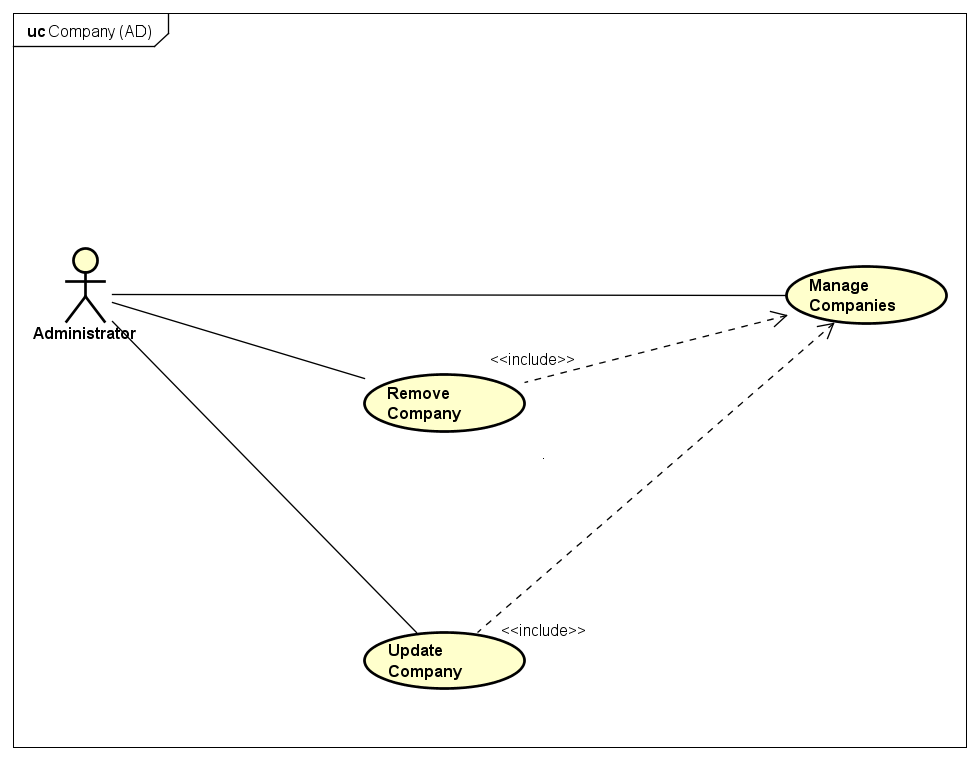 uc Company (AD)
Manage
Companies
Administrator
<<include>>
Remove
Company
<<include>>
Update
Company